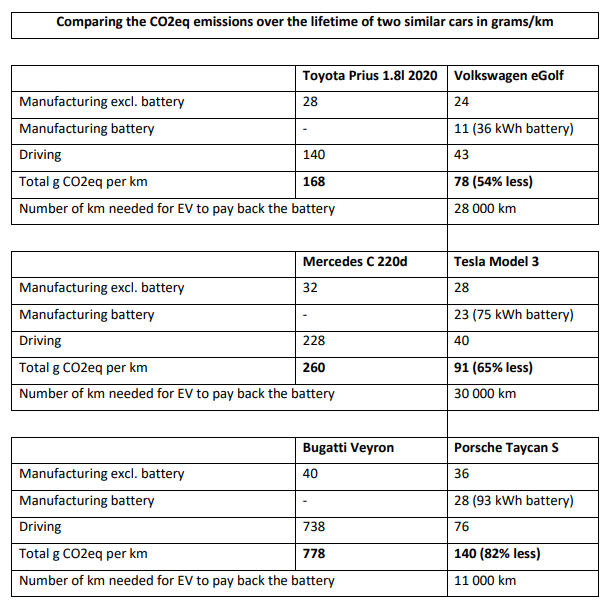 Comparing the CO2eq emissions over the lifetime of two similar cars in grams/km
Toyota Prius 1.8l 2020 Volkswagen eGolf
Manufacturing excl. battery 28 24
Manufacturing battery - 11 (36 kWh battery)
Driving 140 43
Total g CO2eq per km 168 78 (54% less)
Number of km needed for EV to pay back the battery 28 000 km
Mercedes C 220d Tesla Model 3
Manufacturing excl. battery 32 28
Manufacturing battery - 23 (75 kWh battery)
Driving 228 40
Total g CO2eq per km 260 91 (65% less)
Number of km needed for EV to pay back the battery 30 000 km
Bugatti Veyron Porsche Taycan S
Manufacturing excl. battery 40 36
Manufacturing battery - 28 (93 kWh battery)
Driving 738 76
Total g CO2eq per km 778 140 (82% less)
Number of km needed for EV to pay back the battery 11 000 km